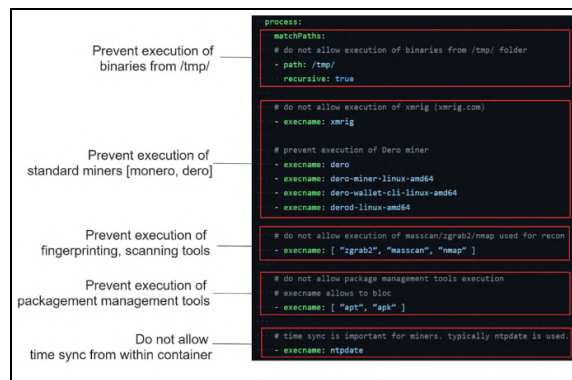 Prevent execution of
binaries from /tmp/
Prevent execution of
standard miners [monero, dero]
Prevent execution of
fingerprinting, scanning tools
Prevent execution of
packagement management tools
Do not allow
time sync from within container
process:
matchPaths:
# do not allow execution of binaries from /tmp/ folder
- path: /tmp/
recursive: true
# do not allow execution of xmrig (xmrig.com)
- execname: xmrig
# prevent execution of Dero miner
- execname: dero
- execname: dero-miner-linux-amd64
- execname: dero-wallet-cli-linux-amd64
- execname: derod-linux-amd64
# do not allow execution of masscan/zgrab2/nmap used for recon
- execname: [ "zgrab2", "masscan", "nmap" ]
# do not allow package management tools execution
# execname allows to bloc
- execname: [ "apt", "apk" ]
# time sync is important for miners. typically ntpdate is used.
- execname: ntpdate